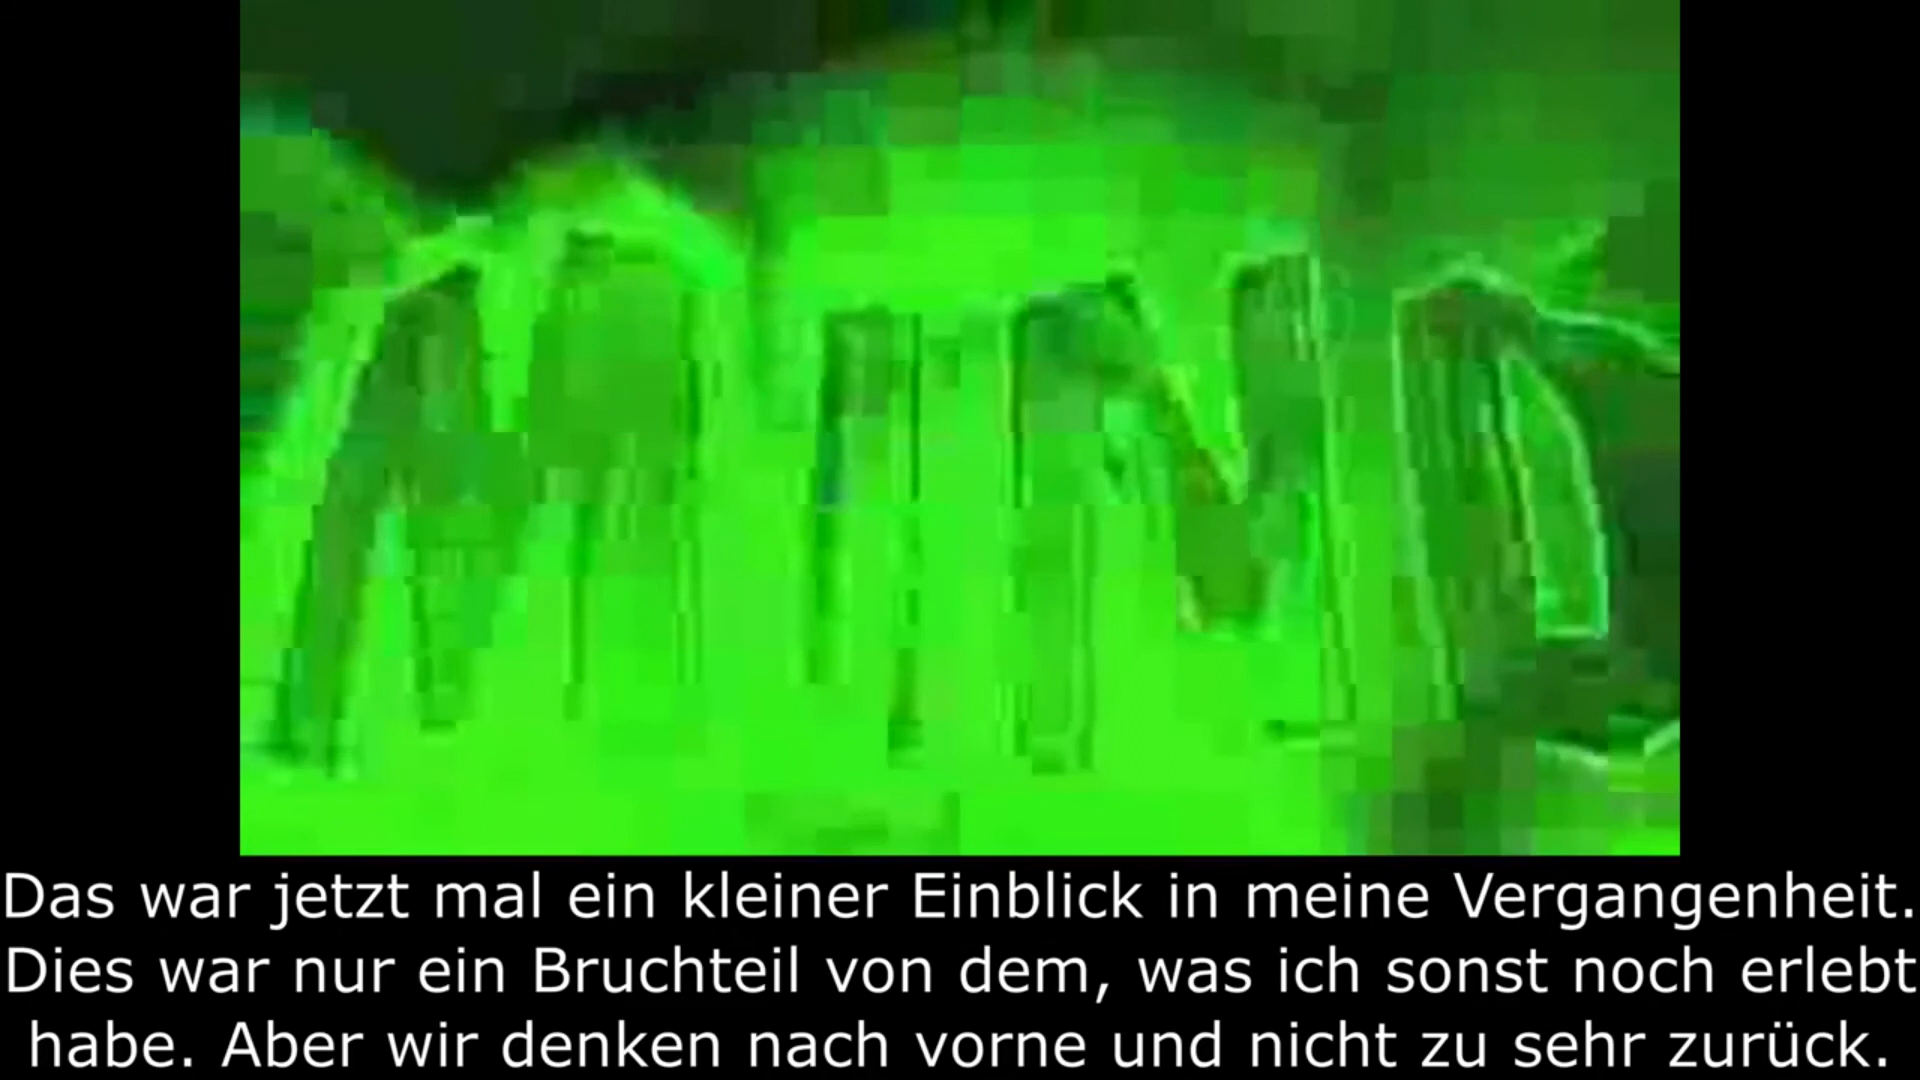 Das war jetzt mal ein kleiner Einblick in meine Vergangenheit.
Dies war nur ein Bruchteil von dem, was ich sonst noch erlebt
habe. Aber wir denken nach vorne und nicht zu sehr zurück.